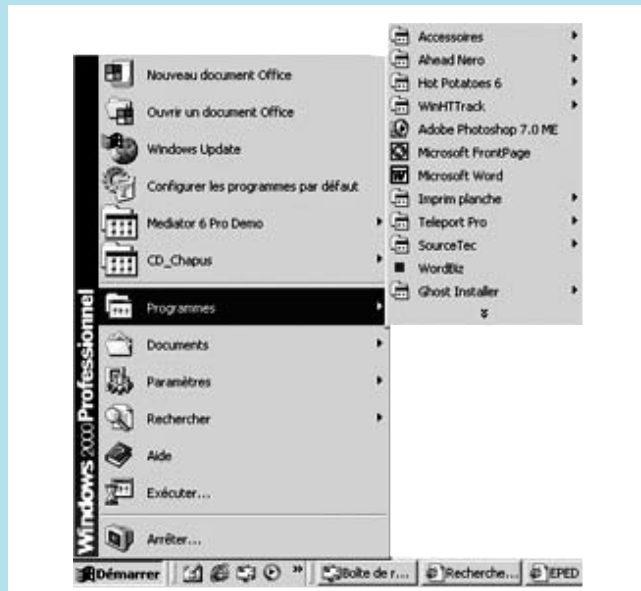 Accessoires
Ahead Nero
Hot Potatoes 6
WinHTTrack
Adobe Photoshop 7.0 ME
Microsoft FrontPage
Microsoft Word
Imprim planche
Teleport Pro
SourceTec
WordBiz
Ghost Installer
Nouveau document Office
Ouvrir un document Office
Windows Update
Configurer les programmes par défaut
Mediator 6 Pro Demo
CD_Chapus
Programmes
Documents
Paramètres
Rechercher
Aide
Exécuter...
Arrêter...
Windows 2000 Professionnel
Démarrer
Boîte de r...
Recherche...
EPED